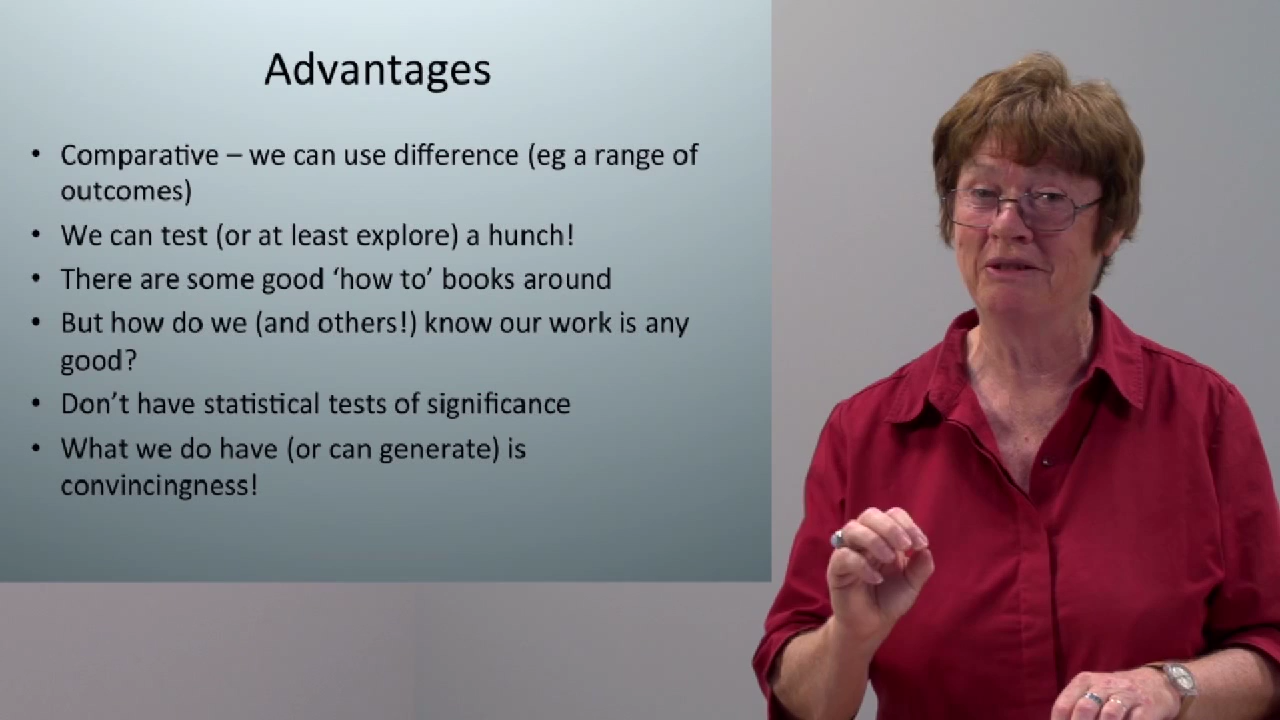 Advantages
• Comparative – we can use difference (eg a range of
outcomes)
• We can test (or at least explore) a hunch!
• There are some good ‘how to’ books around
• But how do we (and others!) know our work is any
good?
• Don’t have statistical tests of significance
• What we do have (or can generate) is
convincingness!